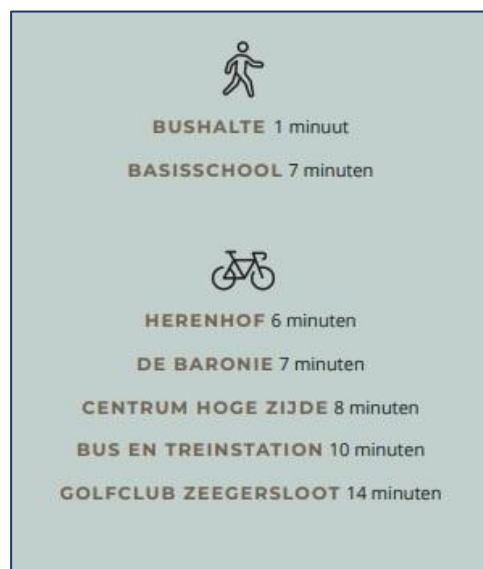 BUSHALTE 1 minuut
BASISSCHOOL 7 minuten
HERENHOF 6 minuten
DE BARONIE 7 minuten
CENTRUM HOGE ZIJDE 8 minuten
BUS EN TREINSTATION 10 minuten
GOLFCLUB ZEEGERSLOOT 14 minuten